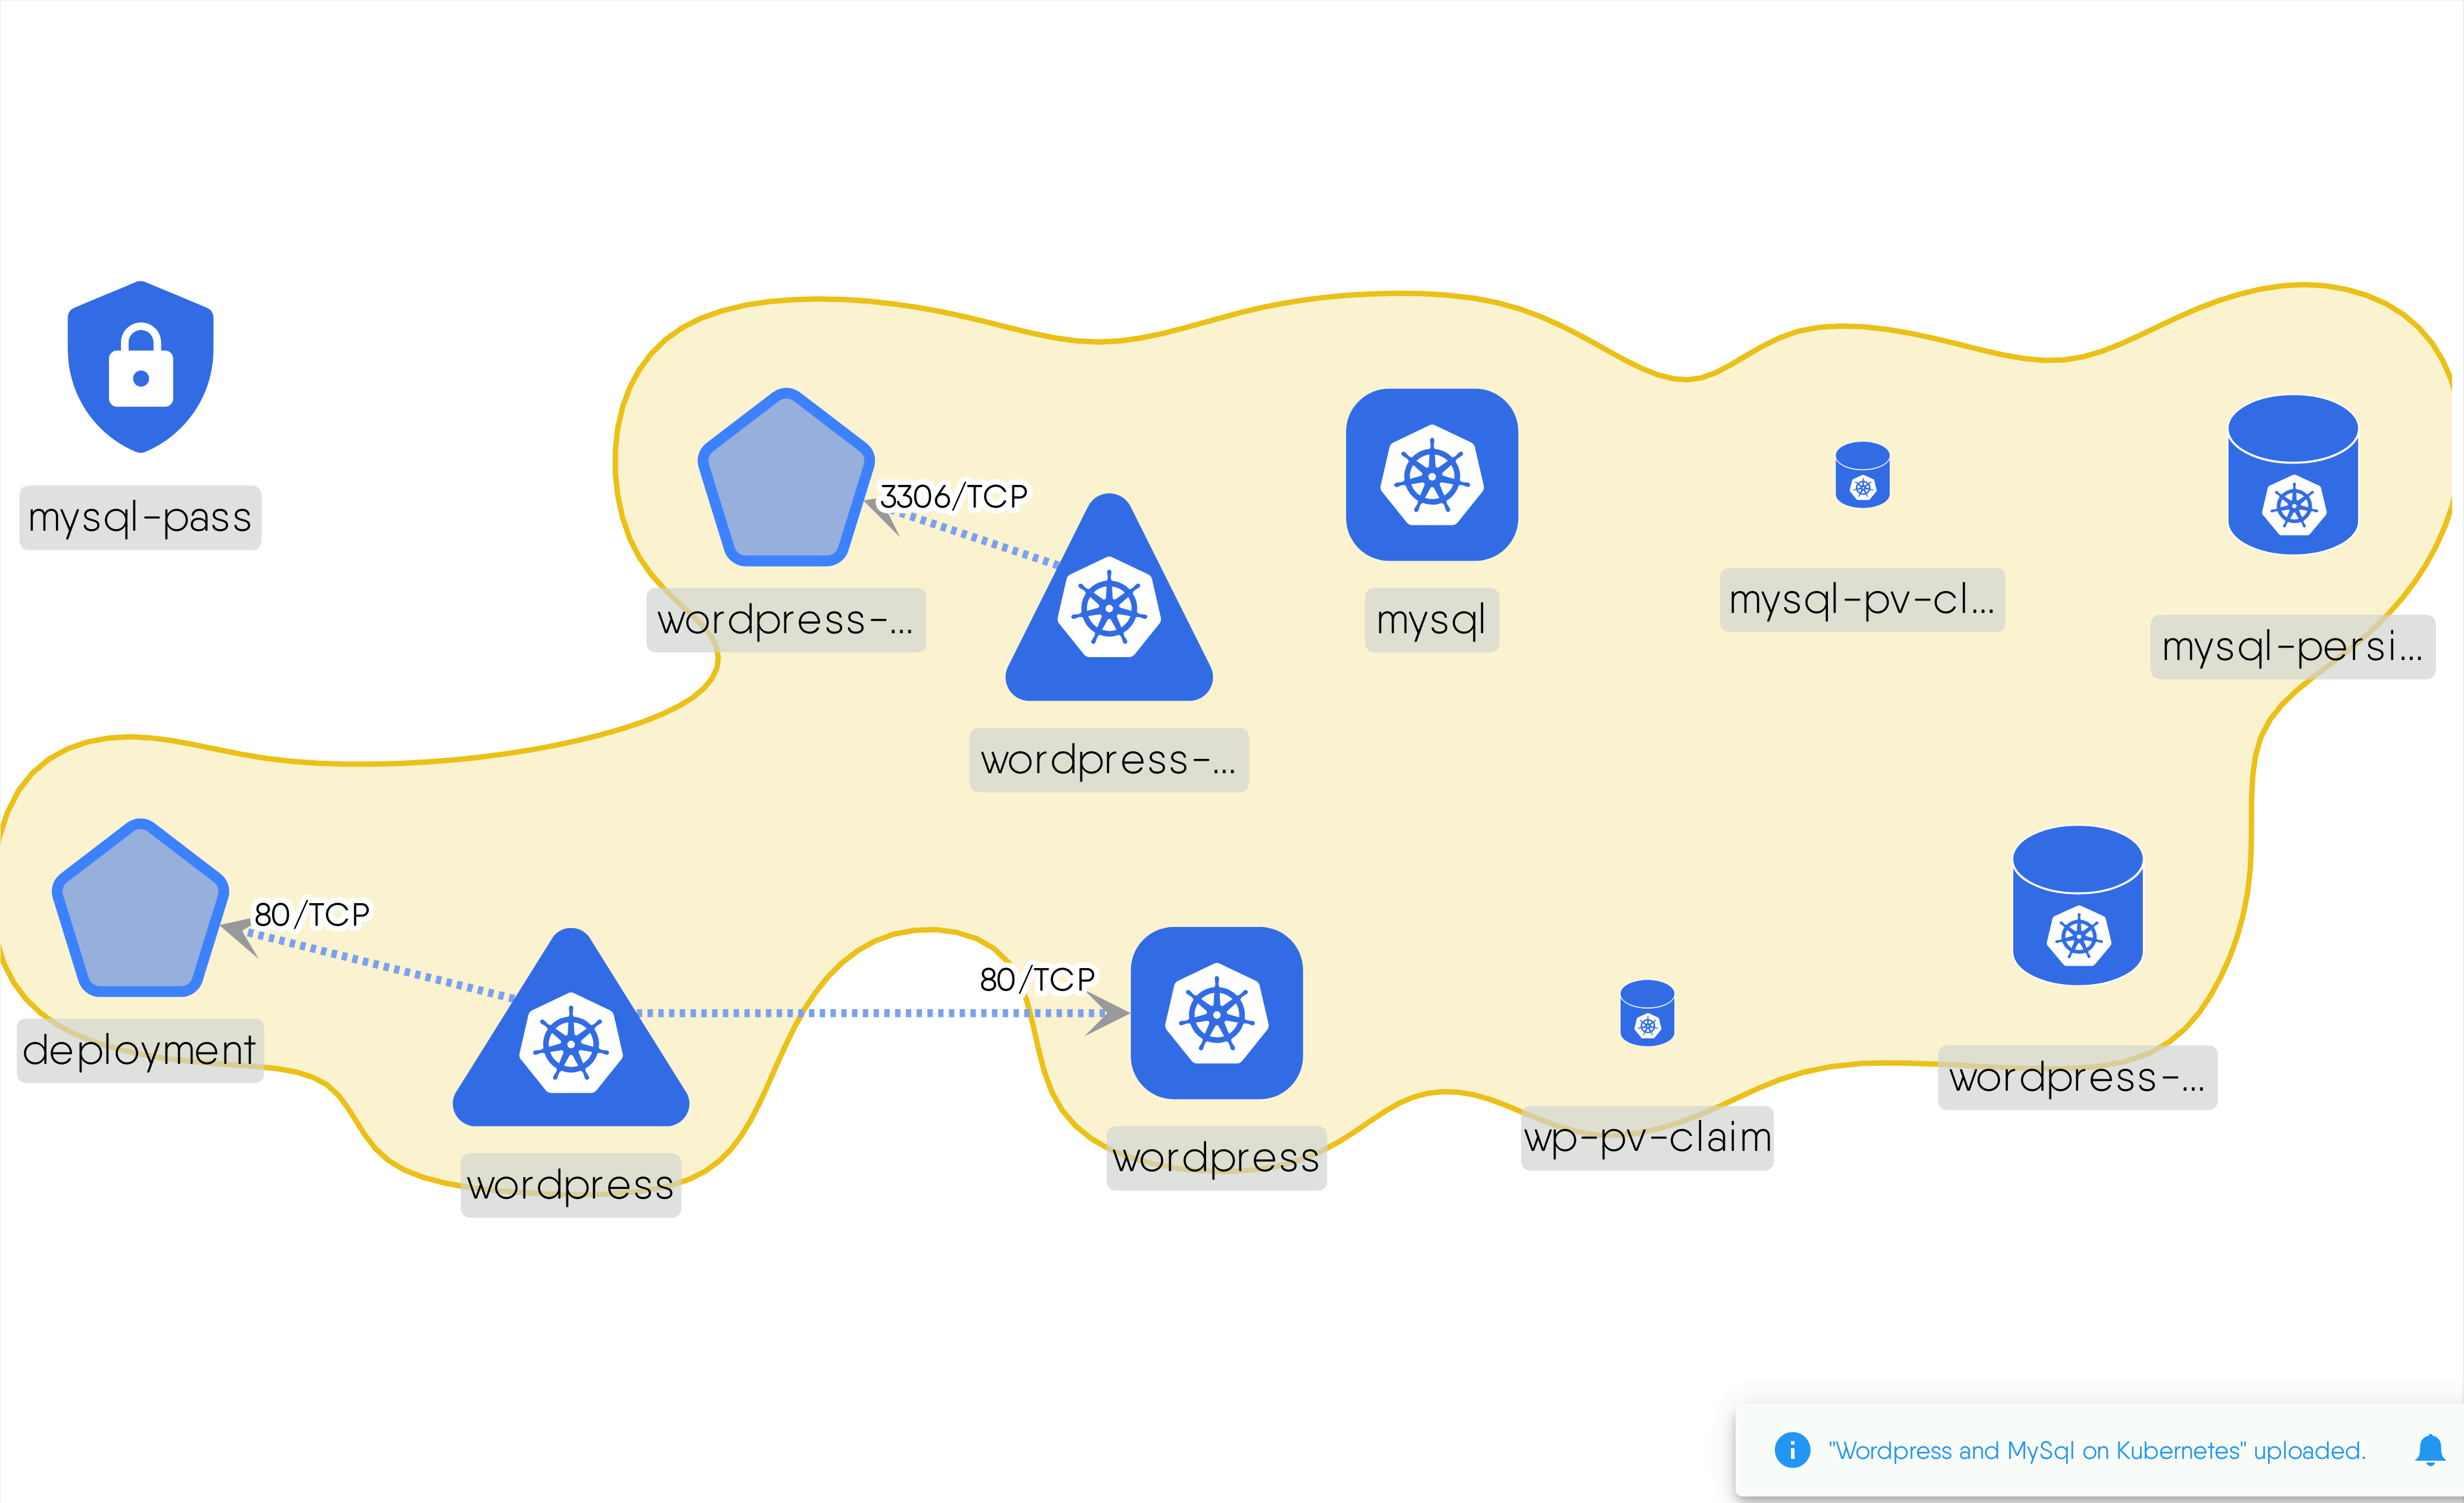 mysql-pass
3306/TCP
wordpress-...
wordpress-...
mysql
mysql-pv-cl...
mysql-persi...
80/TCP
deployment
wordpress
80/TCP
wordpress
wp-pv-claim
wordpress-...
"Wordpress and MySql on Kubernetes" uploaded.